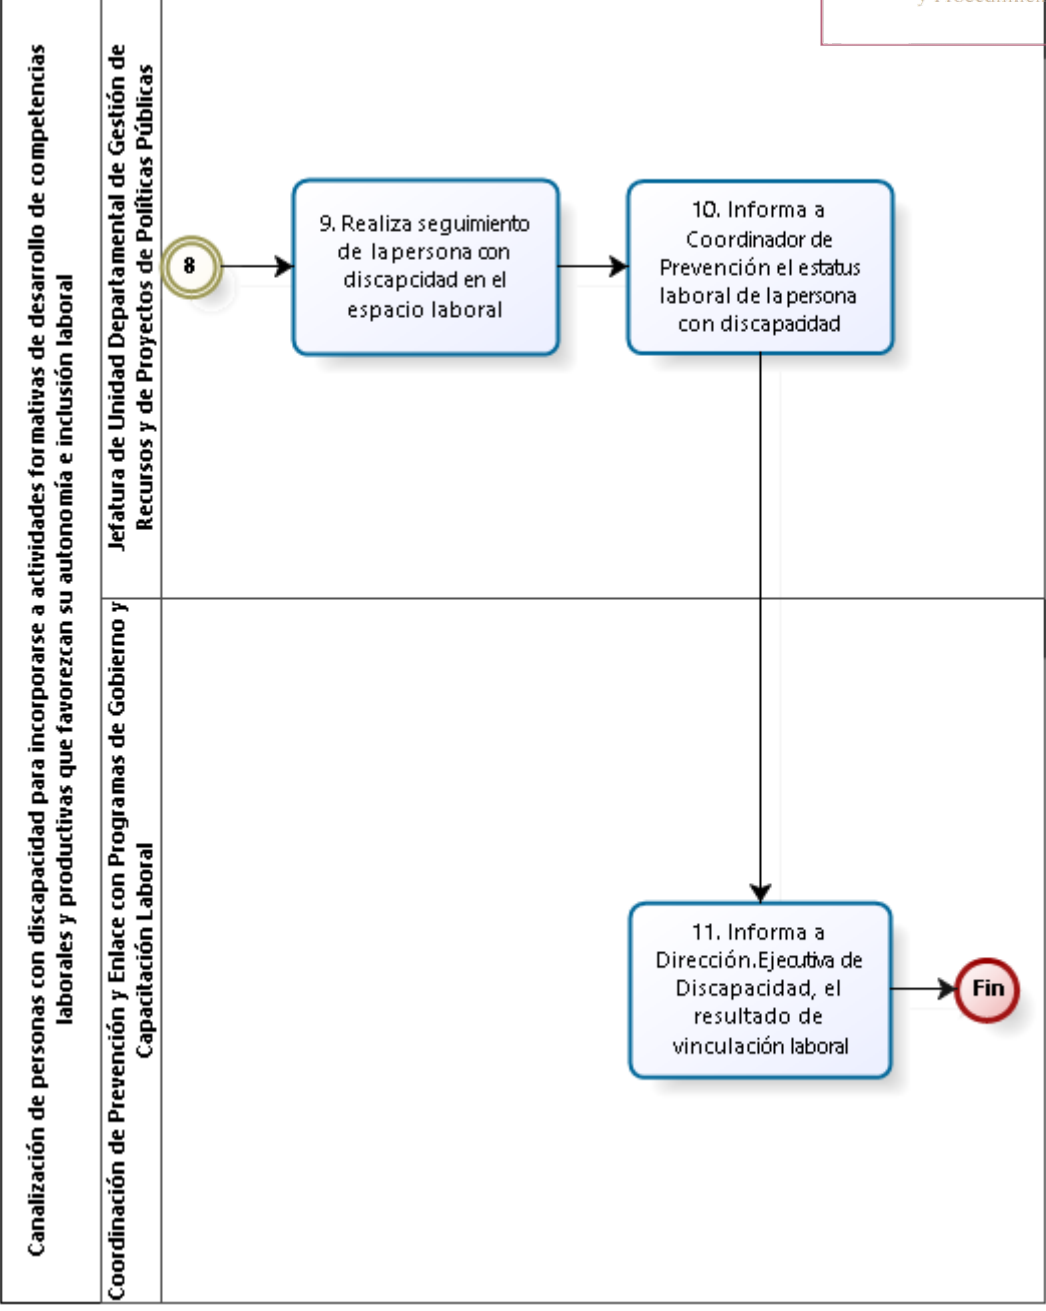 y Procedimien
Canalización de personas con discapacidad para incorporarse a actividades formativas de desarrollo de competencias
laborales y productivas que favorezcan su autonomía e inclusión laboral
Jefatura de Unidad Departamental de Gestión de
Recursos y de Proyectos de Políticas Públicas
8
9. Realiza seguimiento
de la persona con
discapcidad en el
espacio laboral
10. Informa a
Coordinador de
Prevención el estatus
laboral de la persona
con discapacidad
Coordinación de Prevención y Enlace con Programas de Gobierno y
Capacitación Laboral
11. Informa a
Dirección.Ejecutiva de
Discapacidad, el
resultado de
vinculación laboral
Fin